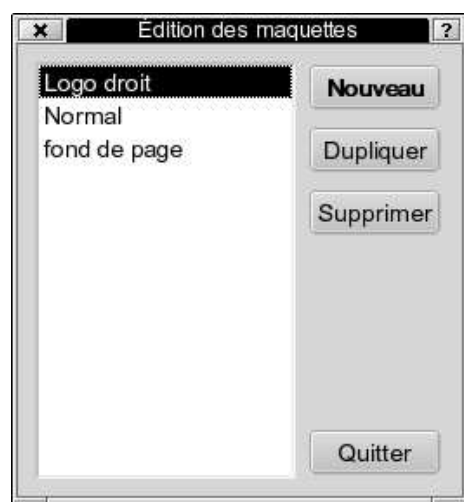 Édition des maquettes ?
Logo droit
Normal
fond de page
Nouveau
Dupliquer
Supprimer
Quitter